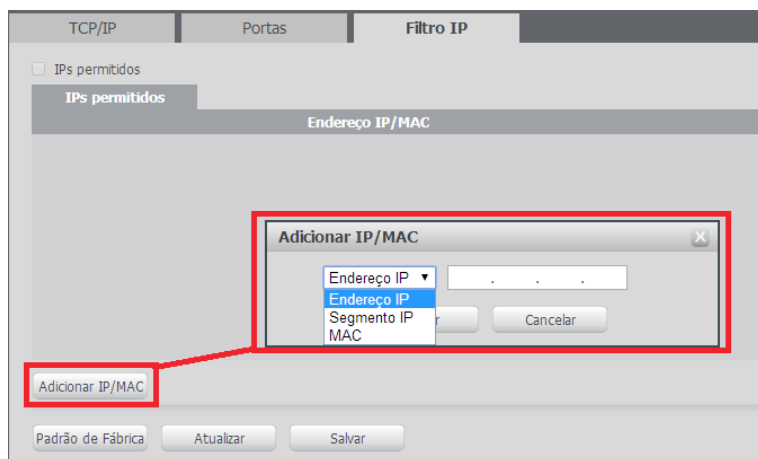 TCP/IP Portas Filtro IP
IPs permitidos
IPs permitidos
Endereço IP/MAC
Adicionar IP/MAC
Endereço IP . . .
Endereço IP
Segmento IP
MAC
Cancelar
Adicionar IP/MAC
Padrão de Fábrica Atualizar Salvar